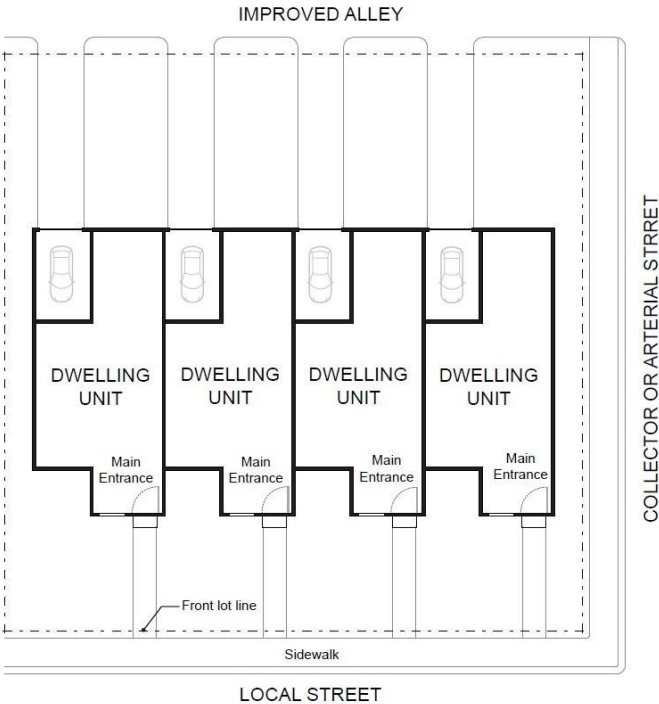 IMPROVED ALLEY
COLLECTOR OR ARTERIAL STRRET
DWELLING
UNIT
DWELLING
UNIT
DWELLING
UNIT
DWELLING
UNIT
Main
Entrance
Main
Entrance
Main
Entrance
Main
Entrance
Front lot line
Sidewalk
LOCAL STREET